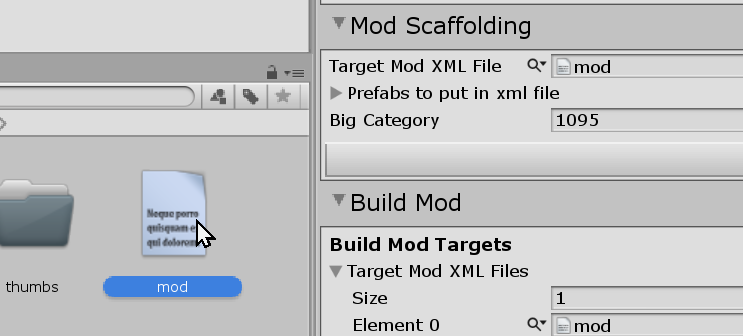 Mod Scaffolding
Target Mod XML File
mod
Prefabs to put in xml file
Big Category
1095
Neque porro
quisquam e
qui dolorem
thumbs
mod
Build Mod
Build Mod Targets
Target Mod XML Files
Size
1
Element 0
mod